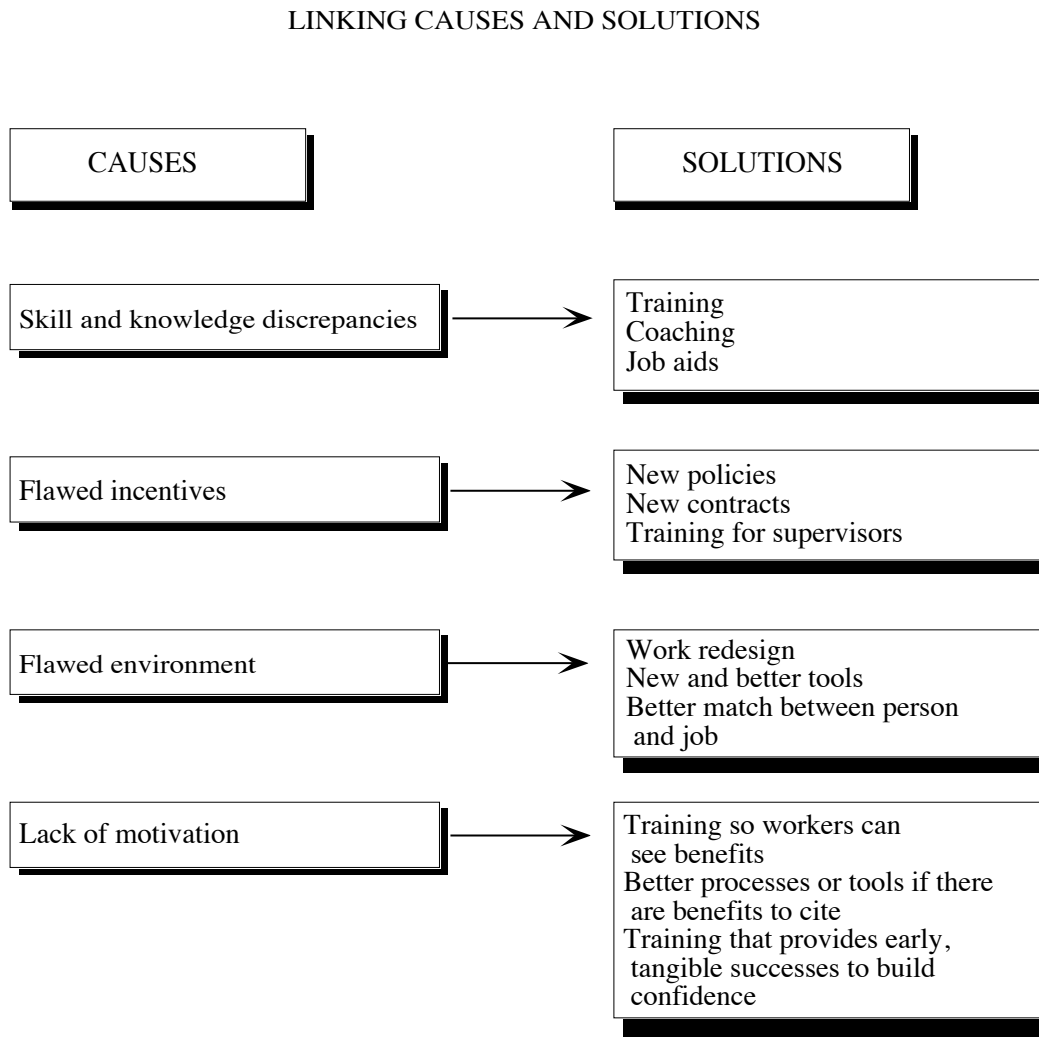 LINKING CAUSES AND SOLUTIONS
CAUSES
SOLUTIONS
Skill and knowledge discrepancies
Training
Coaching
Job aids
Flawed incentives
New policies
New contracts
Training for supervisors
Flawed environment
Work redesign
New and better tools
Better match between person
and job
Lack of motivation
Training so workers can
see benefits
Better processes or tools if there
are benefits to cite
Training that provides early,
tangible successes to build
confidence